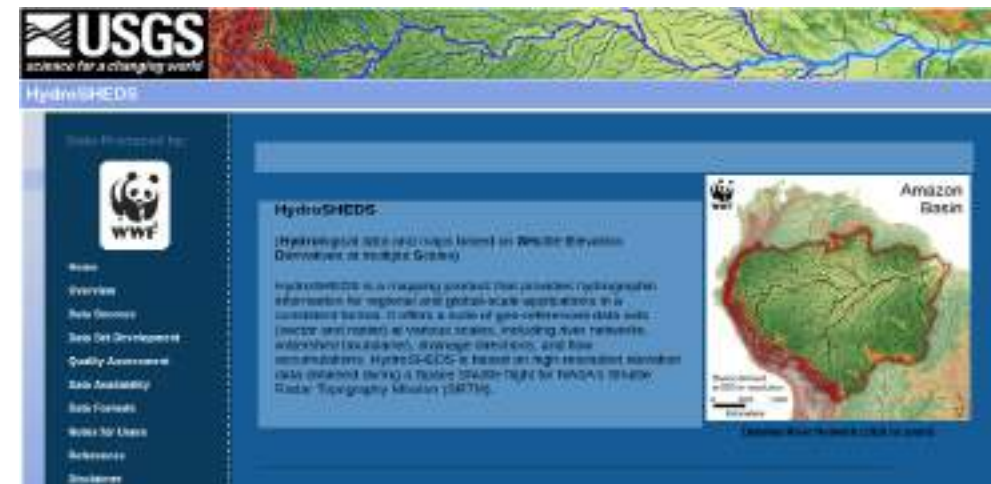 USGS
science for a changing world
HydroSHEDS
Data Produced by:
WWF
Home
Overview
Data Sources
Data Set Development
Quality Assessment
Data Availability
Data Formats
Notes for Users
References
Disclaimer
HydroSHEDS
(Hydrological data and maps based on SHuttle Elevation
Derivatives at multiple Scales)
HydroSHEDS is a mapping product that provides hydrographic
information for regional and global-scale applications in a
consistent format. It offers a suite of geo-referenced data sets
(vector and raster) at various scales, including river networks,
watershed boundaries, drainage directions, and flow
accumulations. HydroSHEDS is based on high-resolution elevation
data obtained during a Space Shuttle flight for NASA's Shuttle
Radar Topography Mission (SRTM).
WWF
Amazon
Basin